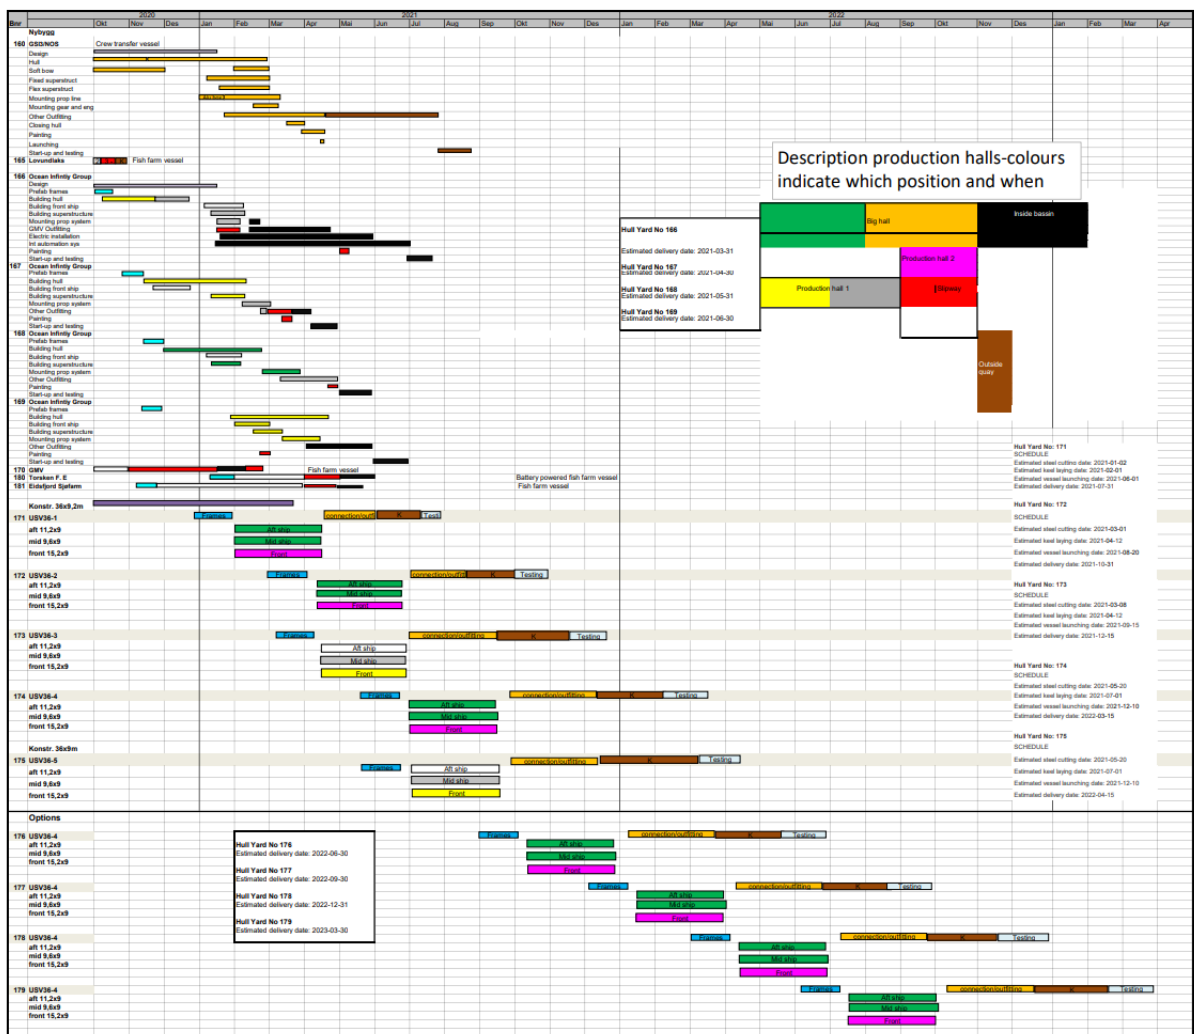 2020 2021 2022
Bnr Okt Nov Des Jan Feb Mar Apr Mai Jun Jul Aug Sep Okt Nov Des Jan Feb Mar Apr Mai Jun Jul Aug Sep Okt Nov Des Jan Feb Mar Apr
Nybygg
160 GSD/NOS Crew transfer vessel
Design
Hull
Soft bow
Fixed superstruct
Flex superstruct
Mounting prop line
Mounting gear and eng
Other Outfitting
Closing hull
Painting
Launching
Start-up and testing
165 Lovundlaks Fish farm vessel
Description production halls-colours
indicate which position and when
Big hall
Inside bassin
Production hall 2
Production hall 1
Slipway
Outside
quay
166 Ocean Infintiy Group
Design
Prefab frames
Building hull
Building front ship
Building superstructure
Mounting prop system
GMV Outfitting
Electric installation
Int automation sys
Painting
Start-up and testing
Hull Yard No 166
Estimated delivery date: 2021-03-31
Hull Yard No 167
Estimated delivery date: 2021-04-30
Hull Yard No 168
Estimated delivery date: 2021-05-31
Hull Yard No 169
Estimated delivery date: 2021-06-30
167 Ocean Infintiy Group
Prefab frames
Building hull
Building front ship
Building superstructure
Mounting prop system
Other Outfitting
Painting
Start-up and testing
168 Ocean Infintiy Group
Prefab frames
Building hull
Building front ship
Building superstructure
Mounting prop system
Other Outfitting
Painting
Start-up and testing
169 Ocean Infintiy Group
Prefab frames
Building hull
Building front ship
Building superstructure
Mounting prop system
Other Outfitting
Painting
Start-up and testing
170 GMV Fish farm vessel
180 Torsken F. E Battery powered fish farm vessel
181 Eidsfjord Sjøfarm Fish farm vessel
Konstr. 36x9,2m
171 USV36-1 Frames connection/outfi K Test
aft 11,2x9 Aft ship
mid 9,6x9 Mid ship
front 15,2x9 Front
172 USV36-2 Frames connection/outfit K Testing
aft 11,2x9 Aft ship
mid 9,6x9 Mid ship
front 15,2x9 Front
173 USV36-3 Frames connection/outfitting K Testing
aft 11,2x9 Aft ship
mid 9,6x9 Mid ship
front 15,2x9 Front
174 USV36-4 Frames connection/outfitting K Testing
aft 11,2x9 Aft ship
mid 9,6x9 Mid ship
front 15,2x9 Front
Konstr. 36x9m
175 USV36-5 Frames connection/outfitting K Testing
aft 11,2x9 Aft ship
mid 9,6x9 Mid ship
front 15,2x9 Front
Hull Yard No: 171
SCHEDULE
Estimated steel cutting date: 2021-01-02
Estimated keel laying date: 2021-02-01
Estimated vessel launching date: 2021-06-01
Estimated delivery date: 2021-07-31
Hull Yard No: 172
SCHEDULE
Estimated steel cutting date: 2021-03-01
Estimated keel laying date: 2021-04-12
Estimated vessel launching date: 2021-08-20
Estimated delivery date: 2021-10-31
Hull Yard No: 173
SCHEDULE
Estimated steel cutting date: 2021-03-08
Estimated keel laying date: 2021-04-12
Estimated vessel launching date: 2021-09-15
Estimated delivery date: 2021-12-15
Hull Yard No: 174
SCHEDULE
Estimated steel cutting date: 2021-05-20
Estimated keel laying date: 2021-07-01
Estimated vessel launching date: 2021-12-10
Estimated delivery date: 2022-03-15
Hull Yard No: 175
SCHEDULE
Estimated steel cutting date: 2021-05-20
Estimated keel laying date: 2021-07-01
Estimated vessel launching date: 2021-12-10
Estimated delivery date: 2022-04-15
Options
176 USV36-4 Frames connection/outfitting K Testing
aft 11,2x9 Aft ship
mid 9,6x9 Mid ship
front 15,2x9 Front
177 USV36-4 Frames connection/outfitting K Testing
aft 11,2x9 Aft ship
mid 9,6x9 Mid ship
front 15,2x9 Front
178 USV36-4 Frames connection/outfitting K Testing
aft 11,2x9 Aft ship
mid 9,6x9 Mid ship
front 15,2x9 Front
179 USV36-4 Frames connection/outfitting K Testing
aft 11,2x9 Aft ship
mid 9,6x9 Mid ship
front 15,2x9 Front
Hull Yard No 176
Estimated delivery date: 2022-06-30
Hull Yard No 177
Estimated delivery date: 2022-09-30
Hull Yard No 178
Estimated delivery date: 2022-12-31
Hull Yard No 179
Estimated delivery date: 2023-03-30